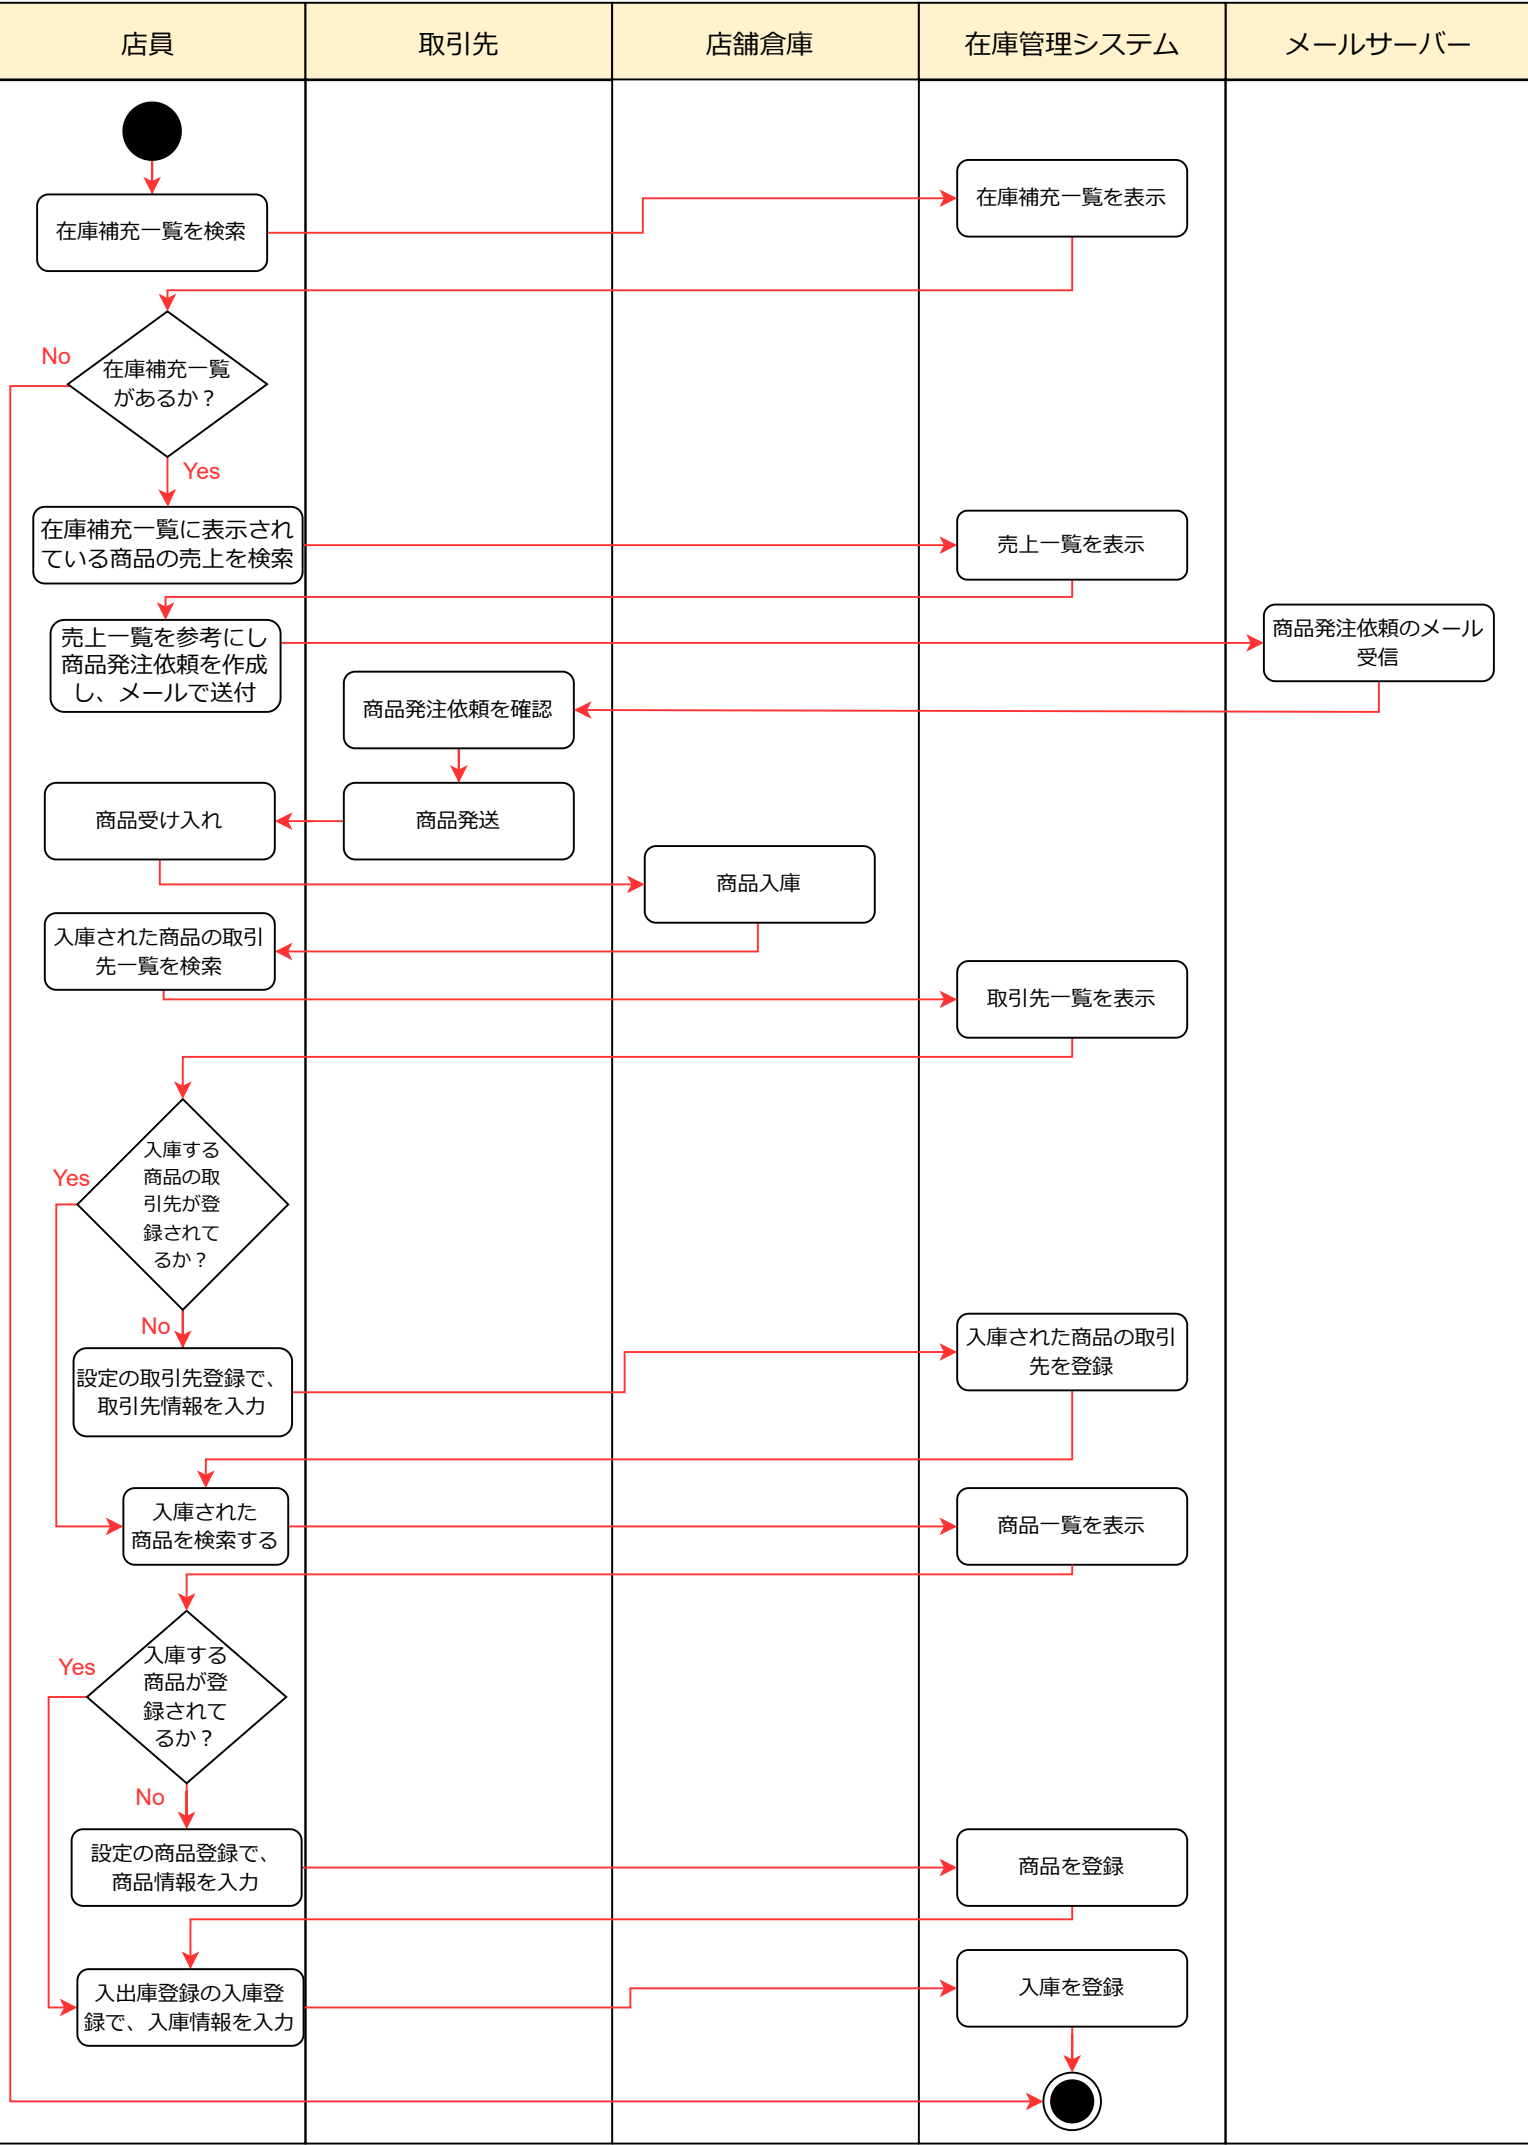 店員
取引先
店舗倉庫
在庫管理システム
メールサーバー
在庫補充一覧を検索
在庫補充一覧を表示
No
在庫補充一覧
があるか？
Yes
在庫補充一覧に表示され
ている商品の売上を検索
売上一覧を表示
売上一覧を参考にし
商品発注依頼を作成
し、メールで送付
商品発注依頼のメール
受信
商品発注依頼を確認
商品発送
商品受け入れ
商品入庫
入庫された商品の取引
先一覧を検索
取引先一覧を表示
Yes
入庫する
商品の取
引先が登
録されて
るか？
No
設定の取引先登録で、
取引先情報を入力
入庫された商品の取引
先を登録
入庫された
商品を検索する
商品一覧を表示
Yes
入庫する
商品が登
録されて
るか？
No
設定の商品登録で、
商品情報を入力
商品を登録
入出庫登録の入庫登
録で、入庫情報を入力
入庫を登録